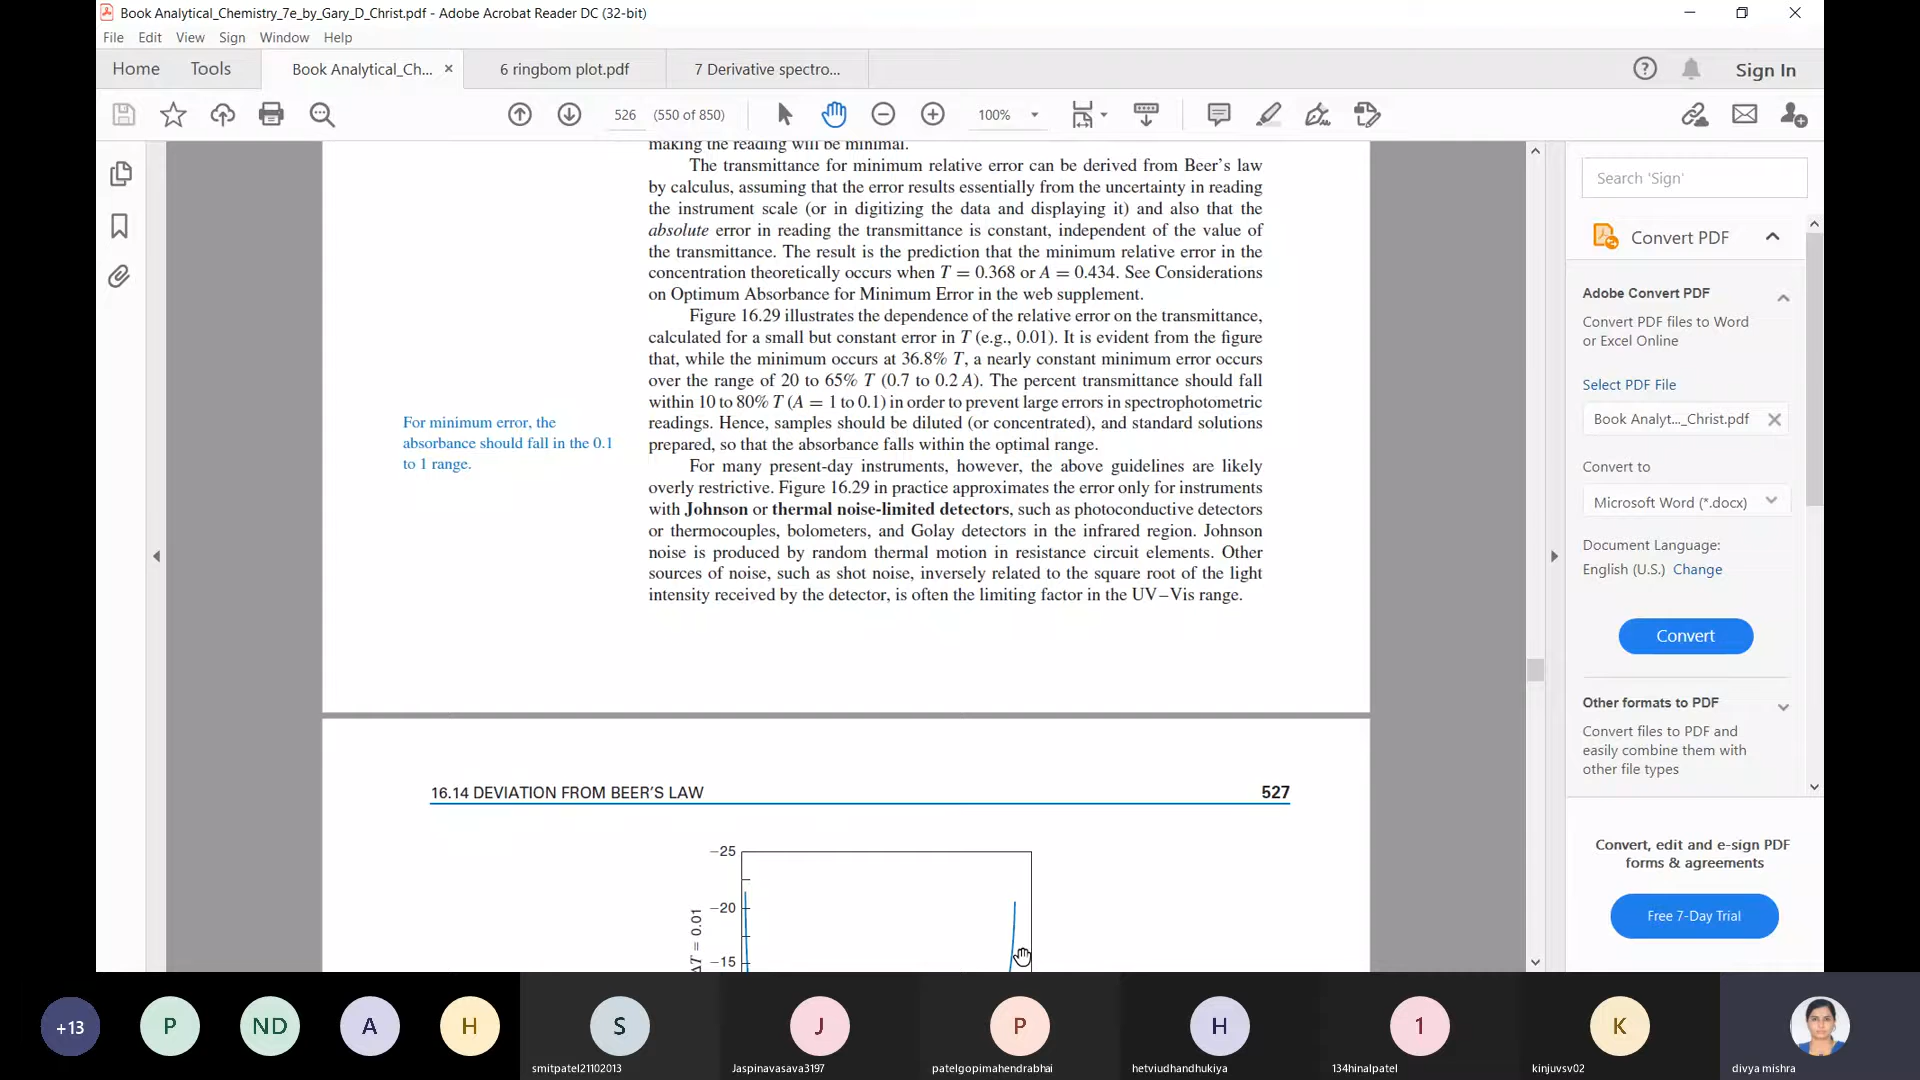 Book Analytical_Chemistry_7e_by_Gary_D_Christ.pdf - Adobe Acrobat Reader DC (32-bit)
File Edit View Sign Window Help
Home Tools Book Analytical_Ch... × 6 ringbom plot.pdf 7 Derivative spectro... Sign In
526 (550 of 850) 100%
making the reading will be minimal.
The transmittance for minimum relative error can be derived from Beer's law
by calculus, assuming that the error results essentially from the uncertainty in reading
the instrument scale (or in digitizing the data and displaying it) and also that the
absolute error in reading the transmittance is constant, independent of the value of
the transmittance. The result is the prediction that the minimum relative error in the
concentration theoretically occurs when T = 0.368 or A = 0.434. See Considerations
on Optimum Absorbance for Minimum Error in the web supplement.
Figure 16.29 illustrates the dependence of the relative error on the transmittance,
calculated for a small but constant error in T (e.g., 0.01). It is evident from the figure
that, while the minimum occurs at 36.8% T, a nearly constant minimum error occurs
over the range of 20 to 65% T (0.7 to 0.2 A). The percent transmittance should fall
within 10 to 80% T (A = 1 to 0.1) in order to prevent large errors in spectrophotometric
readings. Hence, samples should be diluted (or concentrated), and standard solutions
prepared, so that the absorbance falls within the optimal range.
For minimum error, the
absorbance should fall in the 0.1
to 1 range.
For many present-day instruments, however, the above guidelines are likely
overly restrictive. Figure 16.29 in practice approximates the error only for instruments
with Johnson or thermal noise-limited detectors, such as photoconductive detectors
or thermocouples, bolometers, and Golay detectors in the infrared region. Johnson
noise is produced by random thermal motion in resistance circuit elements. Other
sources of noise, such as shot noise, inversely related to the square root of the light
intensity received by the detector, is often the limiting factor in the UV–Vis range.
16.14 DEVIATION FROM BEER'S LAW 527
−25
−20
−15
ΔT = 0.01
Search 'Sign'
Convert PDF
Adobe Convert PDF
Convert PDF files to Word
or Excel Online
Select PDF File
Book Analyt..._Christ.pdf
Convert to
Microsoft Word (*.docx)
Document Language:
English (U.S.) Change
Convert
Other formats to PDF
Convert files to PDF and
easily combine them with
other file types
Convert, edit and e-sign PDF
forms & agreements
Free 7-Day Trial
+13 P ND A H S J P H 1 K
smitpatel21102013 Jaspinavasava3197 patelgopimahendrabhai hetviudhandhukiya 134hinalpatel kinjuvsv02 divya mishra